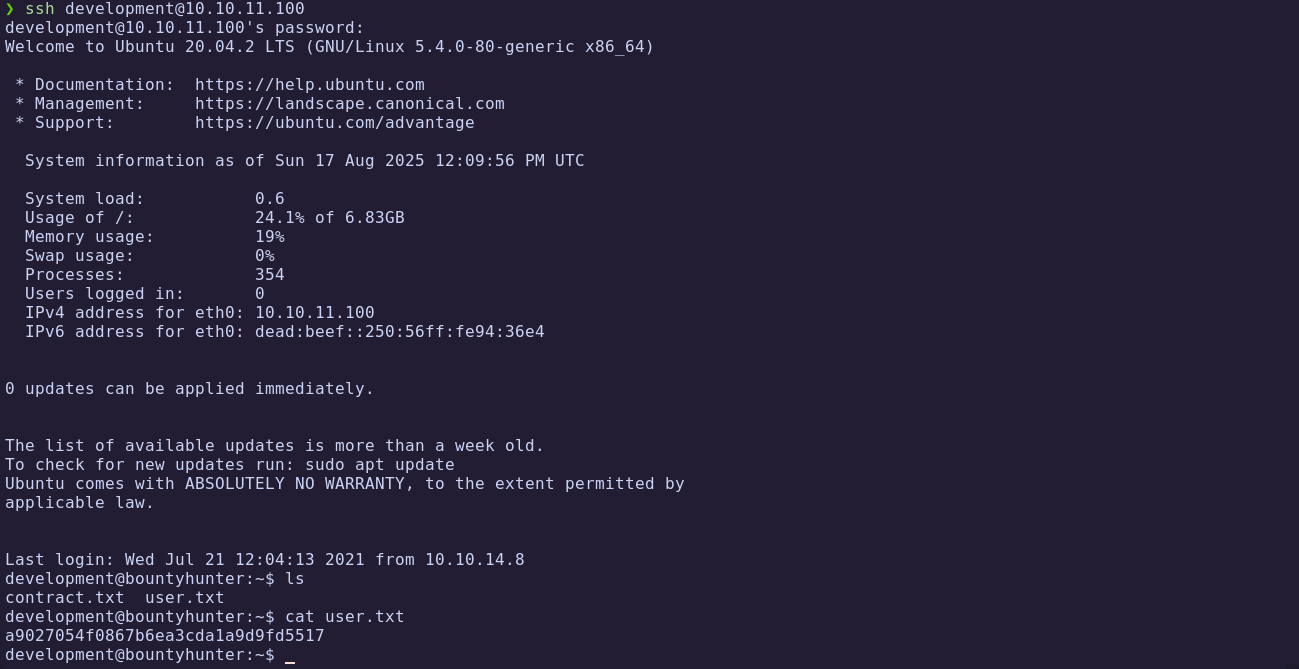 ❯ ssh development@10.10.11.100
development@10.10.11.100's password:
Welcome to Ubuntu 20.04.2 LTS (GNU/Linux 5.4.0-80-generic x86_64)
 * Documentation:  https://help.ubuntu.com
 * Management:     https://landscape.canonical.com
 * Support:        https://ubuntu.com/advantage
  System information as of Sun 17 Aug 2025 12:09:56 PM UTC
  System load:           0.6
  Usage of /:            24.1% of 6.83GB
  Memory usage:          19%
  Swap usage:            0%
  Processes:             354
  Users logged in:       0
  IPv4 address for eth0: 10.10.11.100
  IPv6 address for eth0: dead:beef::250:56ff:fe94:36e4
0 updates can be applied immediately.
The list of available updates is more than a week old.
To check for new updates run: sudo apt update
Ubuntu comes with ABSOLUTELY NO WARRANTY, to the extent permitted by
applicable law.
Last login: Wed Jul 21 12:04:13 2021 from 10.10.14.8
development@bountyhunter:~$ ls
contract.txt  user.txt
development@bountyhunter:~$ cat user.txt
a9027054f0867b6ea3cda1a9d9fd5517
development@bountyhunter:~$